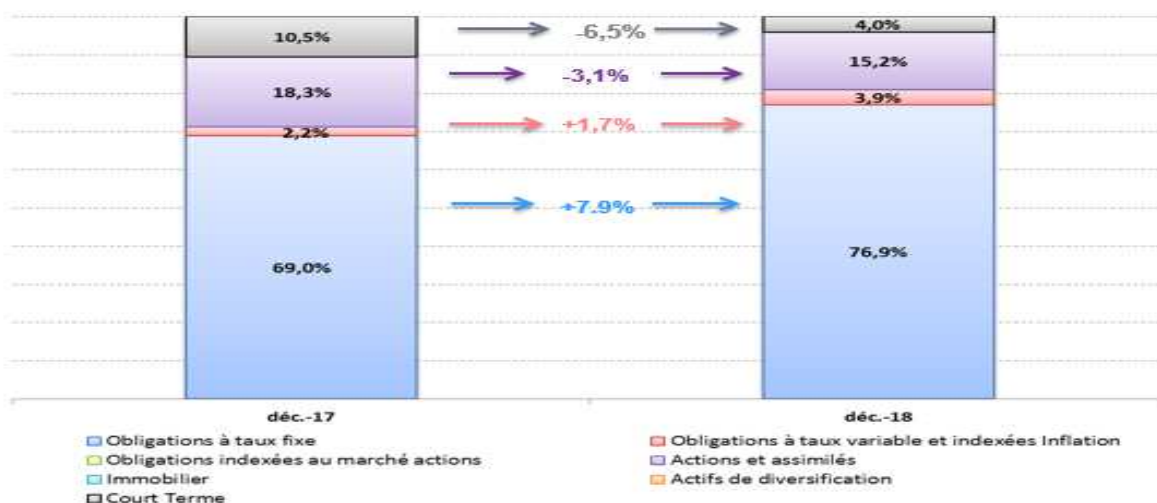 10,5% -6,5% 4,0%
18,3% -3,1% 15,2%
2,2% +1,7% 3,9%
69,0% +7.9% 76,9%
déc.-17 déc.-18
Obligations à taux fixe Obligations à taux variable et indexées Inflation
Obligations indexées au marché actions Actions et assimilés
Immobilier Actifs de diversification
Court Terme